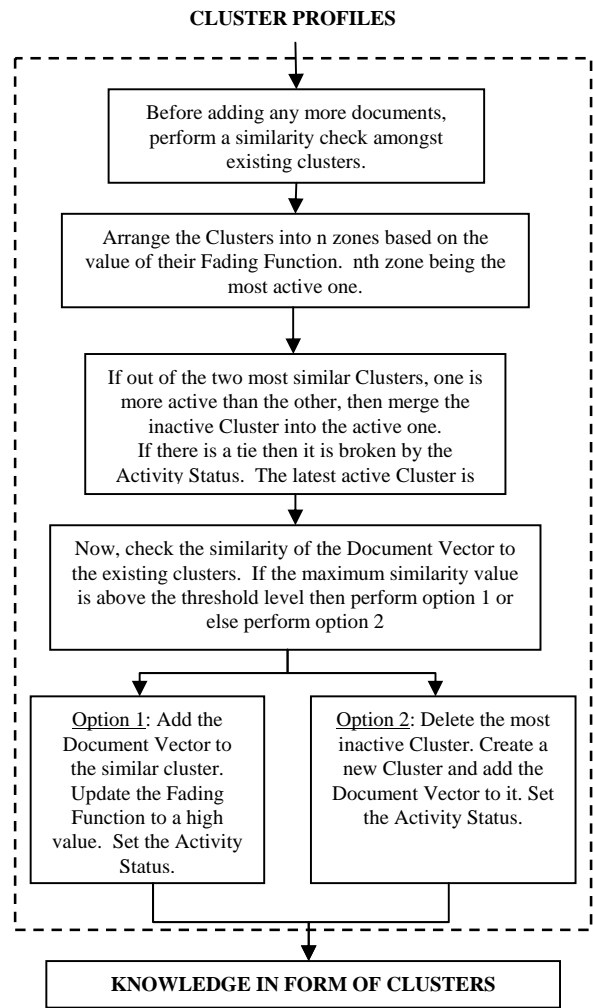 CLUSTER PROFILES
Before adding any more documents,
perform a similarity check amongst
existing clusters.
Arrange the Clusters into n zones based on the
value of their Fading Function. nth zone being the
most active one.
If out of the two most similar Clusters, one is
more active than the other, then merge the
inactive Cluster into the active one.
If there is a tie then it is broken by the
Activity Status. The latest active Cluster is
Now, check the similarity of the Document Vector to
the existing clusters. If the maximum similarity value
is above the threshold level then perform option 1 or
else perform option 2
Option 1: Add the
Document Vector to
the similar cluster.
Update the Fading
Function to a high
value. Set the Activity
Status.
Option 2: Delete the most
inactive Cluster. Create a
new Cluster and add the
Document Vector to it. Set
the Activity Status.
KNOWLEDGE IN FORM OF CLUSTERS